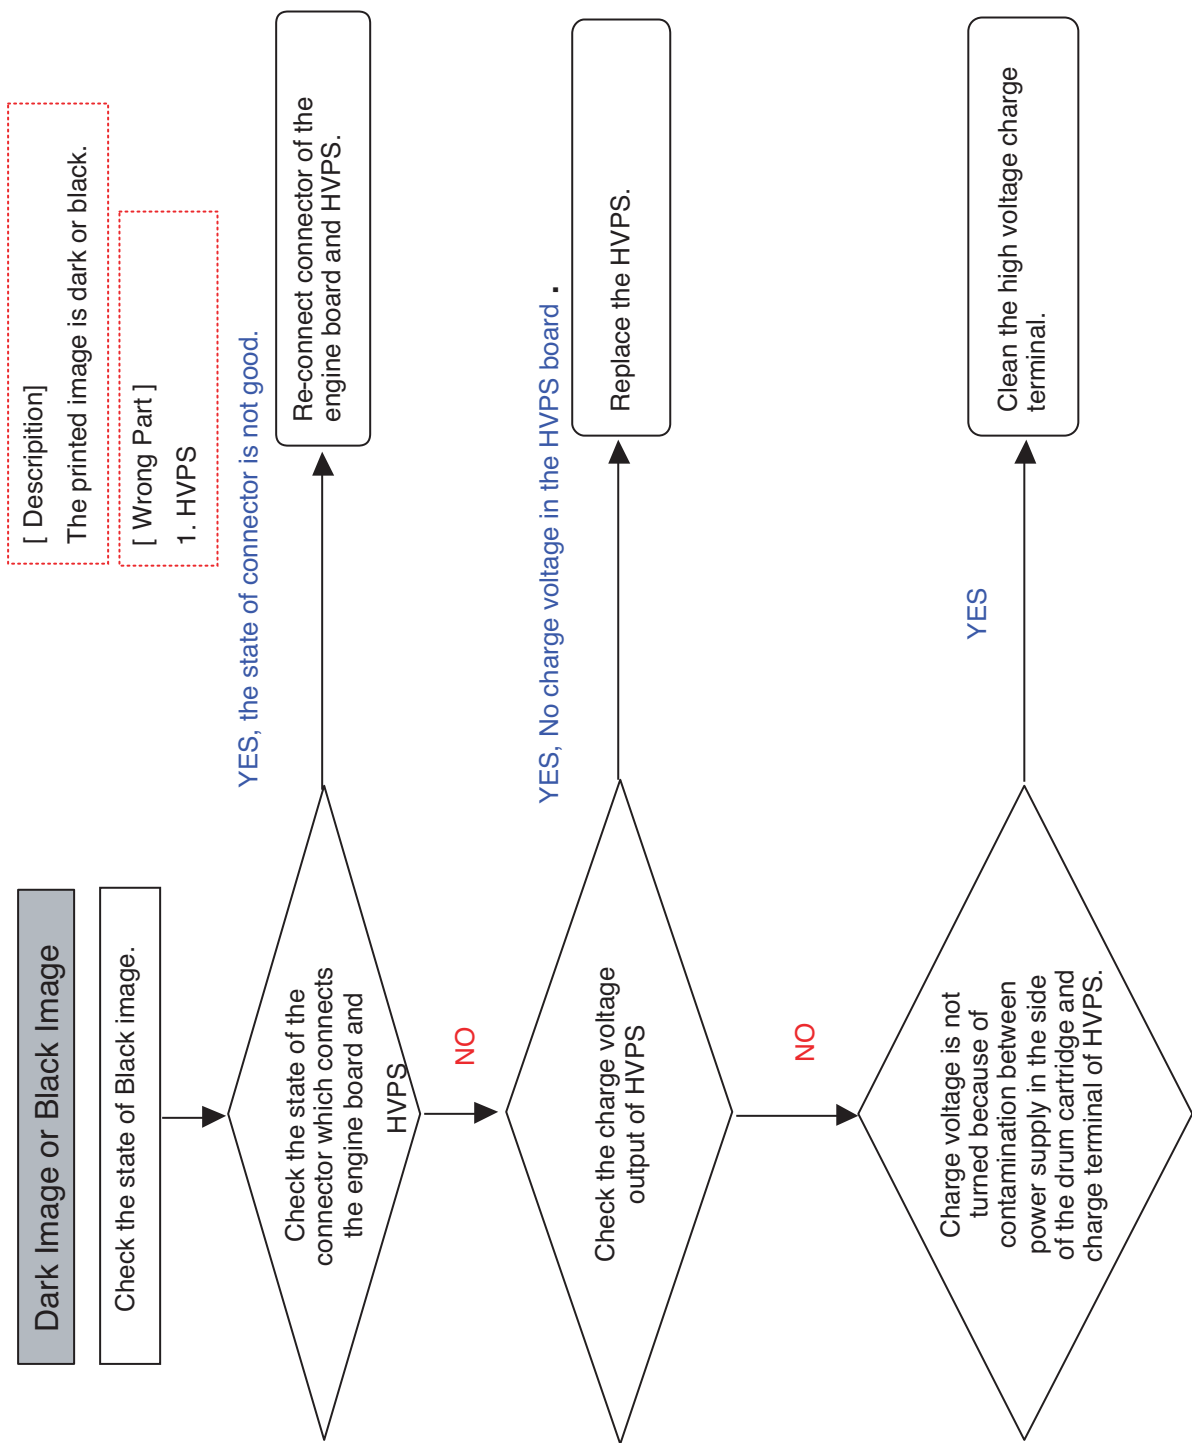 Dark Image or Black Image
[ Descripition]
The printed image is dark or black.
[ Wrong Part ]
1. HVPS
Check the state of Black image.
Check the state of the
connector which connects
the engine board and
HVPS
YES, the state of connector is not good.
Re-connect connector of the
engine board and HVPS.
NO
Check the charge voltage
output of HVPS
YES, No charge voltage in the HVPS board .
Replace the HVPS.
NO
Charge voltage is not
turned because of
contamination between
power supply in the side
of the drum cartridge and
charge terminal of HVPS.
YES
Clean the high voltage charge
terminal.